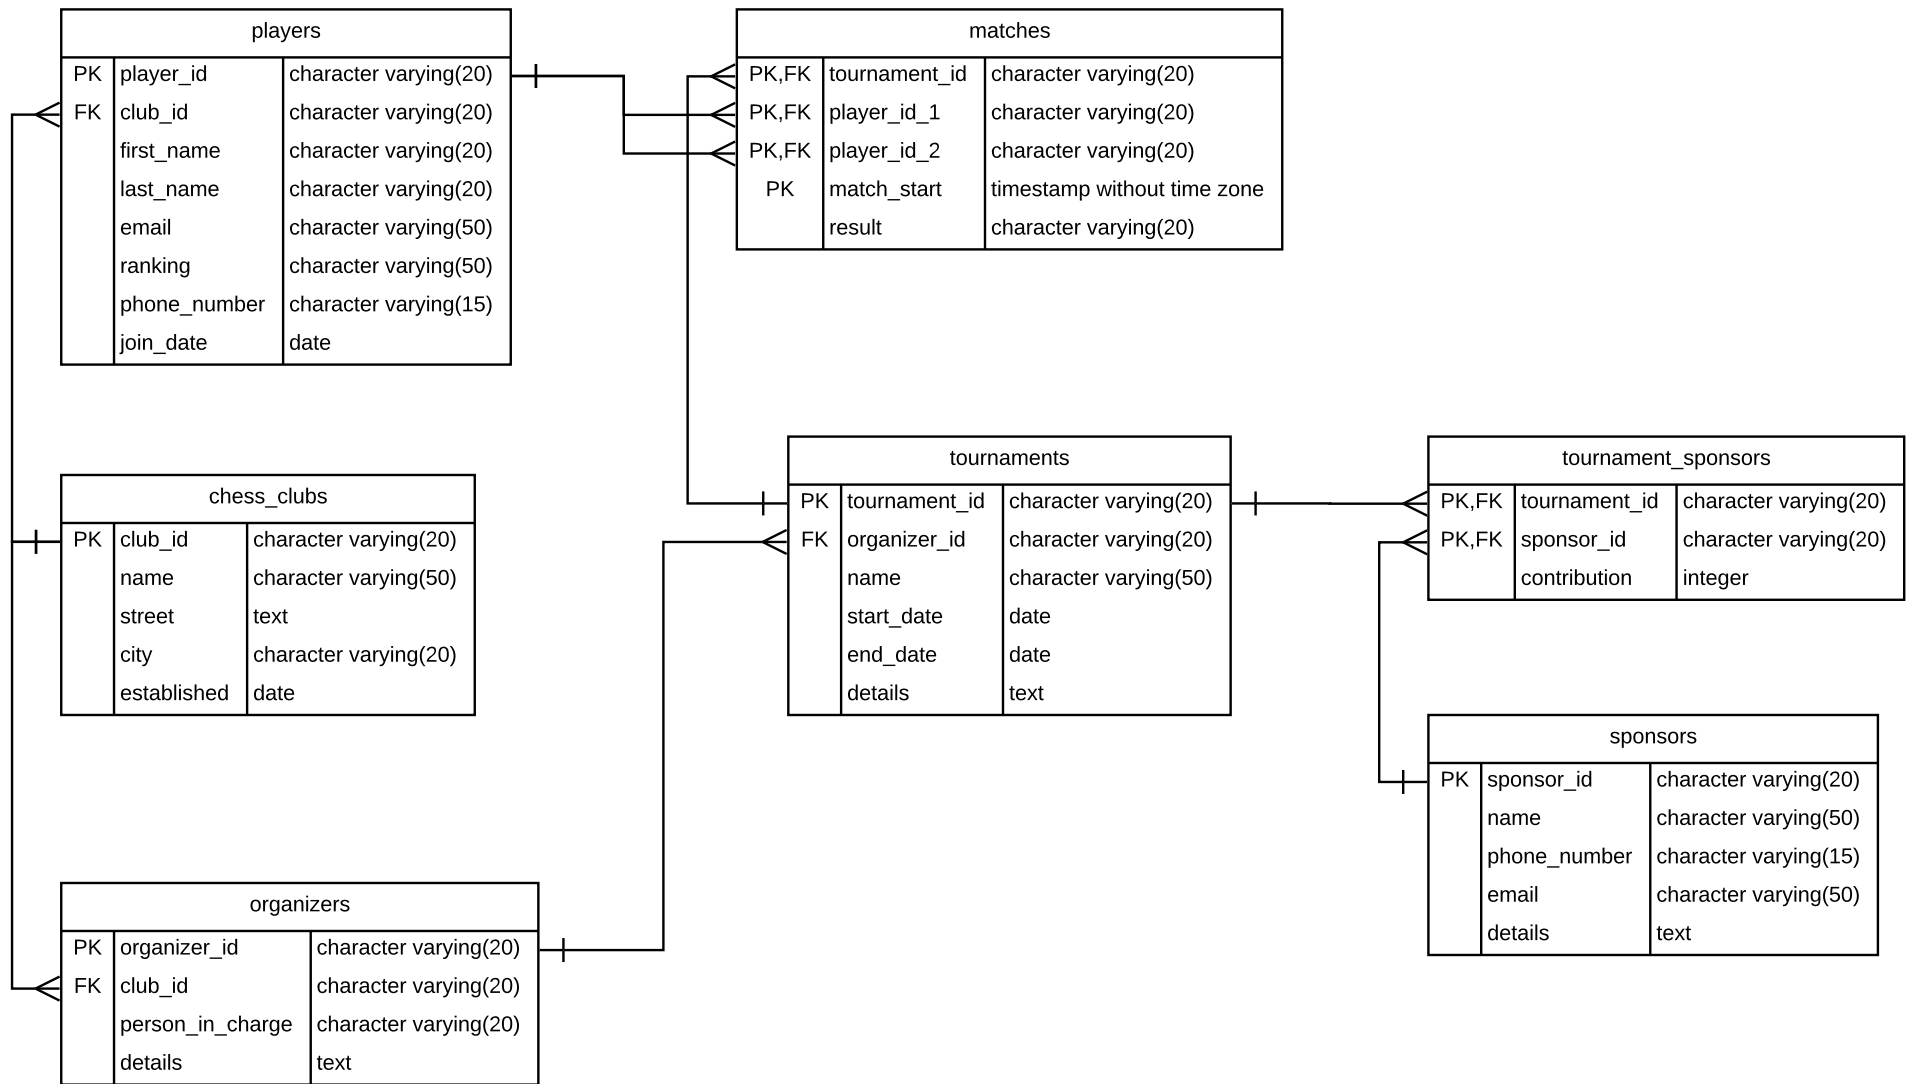 players
PK player_id character varying(20)
FK club_id character varying(20)
first_name character varying(20)
last_name character varying(20)
email character varying(50)
ranking character varying(50)
phone_number character varying(15)
join_date date
matches
PK,FK tournament_id character varying(20)
PK,FK player_id_1 character varying(20)
PK,FK player_id_2 character varying(20)
PK match_start timestamp without time zone
result character varying(20)
chess_clubs
PK club_id character varying(20)
name character varying(50)
street text
city character varying(20)
established date
tournaments
PK tournament_id character varying(20)
FK organizer_id character varying(20)
name character varying(50)
start_date date
end_date date
details text
tournament_sponsors
PK,FK tournament_id character varying(20)
PK,FK sponsor_id character varying(20)
contribution integer
sponsors
PK sponsor_id character varying(20)
name character varying(50)
phone_number character varying(15)
email character varying(50)
details text
organizers
PK organizer_id character varying(20)
FK club_id character varying(20)
person_in_charge character varying(20)
details text